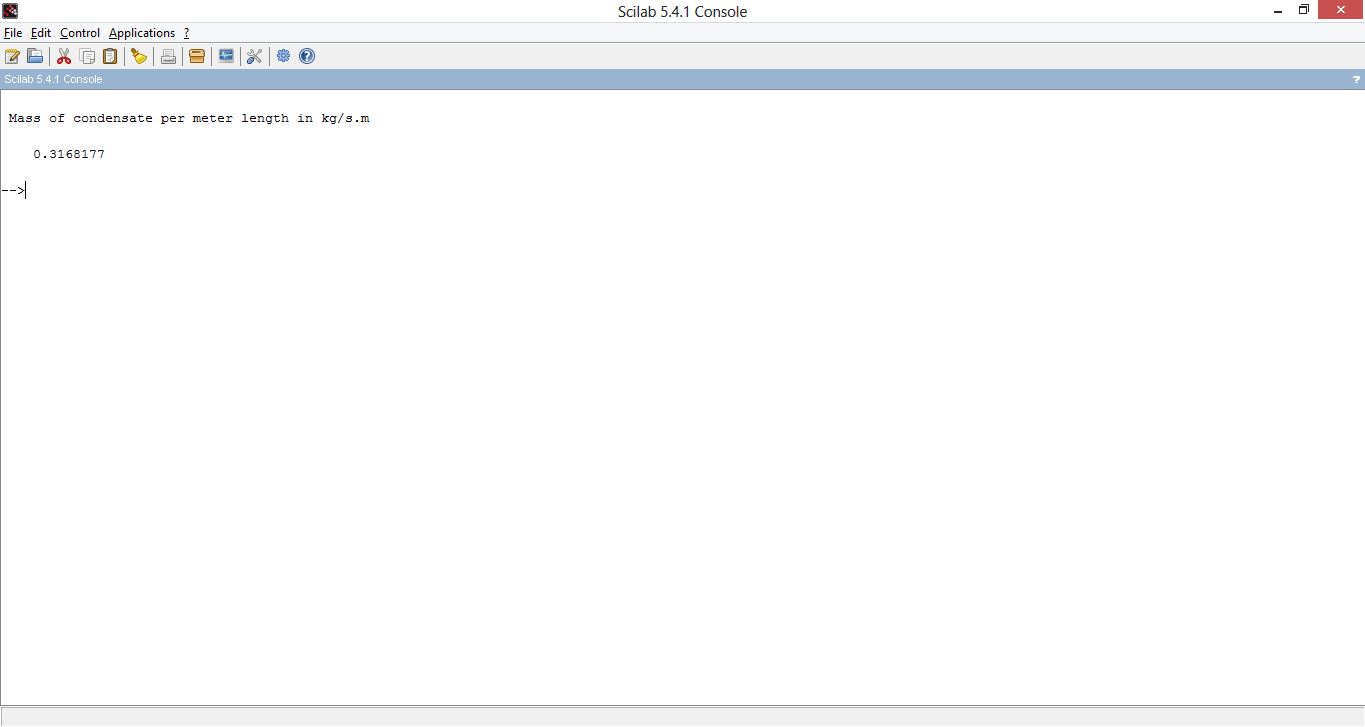 Scilab 5.4.1 Console
File Edit Control Applications ?
Scilab 5.4.1 Console ?
Mass of condensate per meter length in kg/s.m
0.3168177
-->